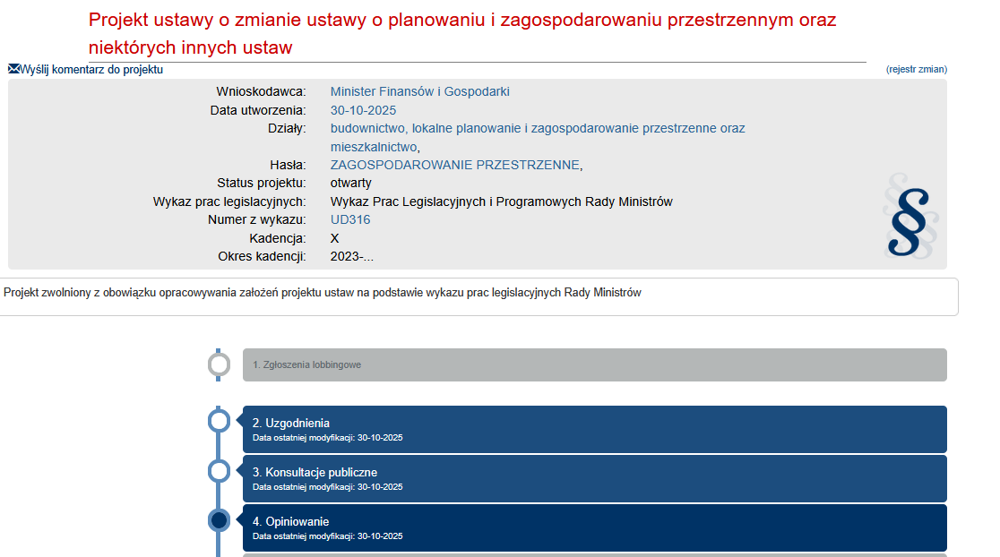 Projekt ustawy o zmianie ustawy o planowaniu i zagospodarowaniu przestrzennym oraz
niektórych innych ustaw
Wyślij komentarz do projektu
(rejestr zmian)
Wnioskodawca: Minister Finansów i Gospodarki
Data utworzenia: 30-10-2025
Działy: budownictwo, lokalne planowanie i zagospodarowanie przestrzenne oraz
mieszkalnictwo,
Hasła: ZAGOSPODAROWANIE PRZESTRZENNE,
Status projektu: otwarty
Wykaz prac legislacyjnych: Wykaz Prac Legislacyjnych i Programowych Rady Ministrów
Numer z wykazu: UD316
Kadencja: X
Okres kadencji: 2023-...
Projekt zwolniony z obowiązku opracowywania założeń projektu ustaw na podstawie wykazu prac legislacyjnych Rady Ministrów
1. Zgłoszenia lobbingowe
2. Uzgodnienia
Data ostatniej modyfikacji: 30-10-2025
3. Konsultacje publiczne
Data ostatniej modyfikacji: 30-10-2025
4. Opiniowanie
Data ostatniej modyfikacji: 30-10-2025